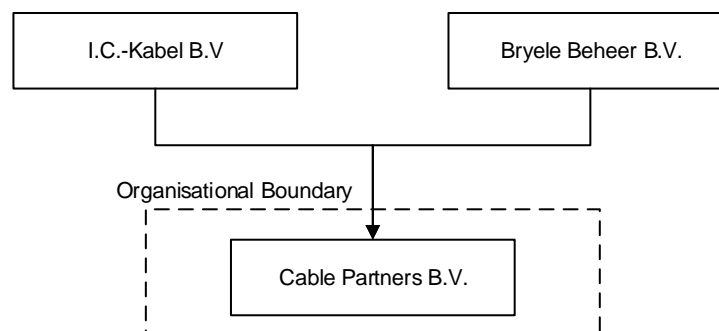 I.C.-Kabel B.V
Bryele Beheer B.V.
Organisational Boundary
Cable Partners B.V.